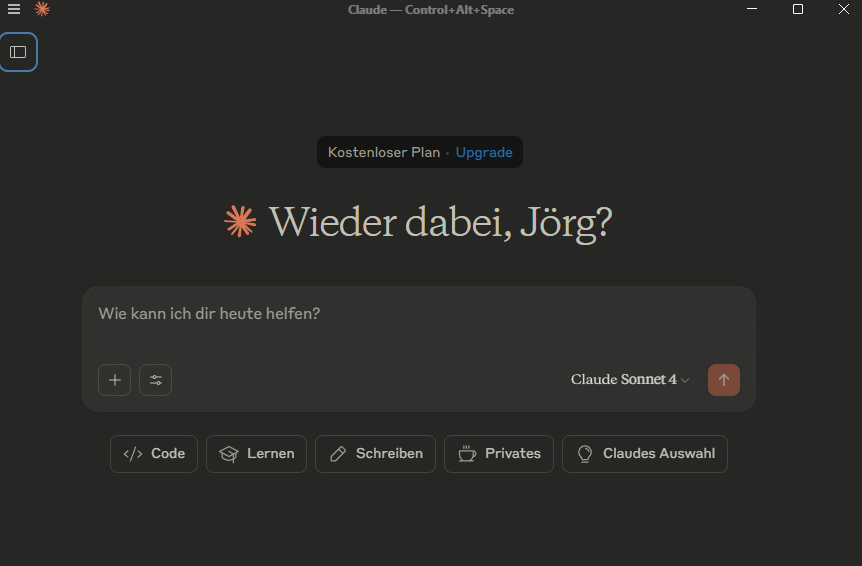 Claude — Control+Alt+Space
Kostenloser Plan · Upgrade
Wieder dabei, Jörg?
Wie kann ich dir heute helfen?
Claude Sonnet 4
</> Code
Lernen
Schreiben
Privates
Claudes Auswahl